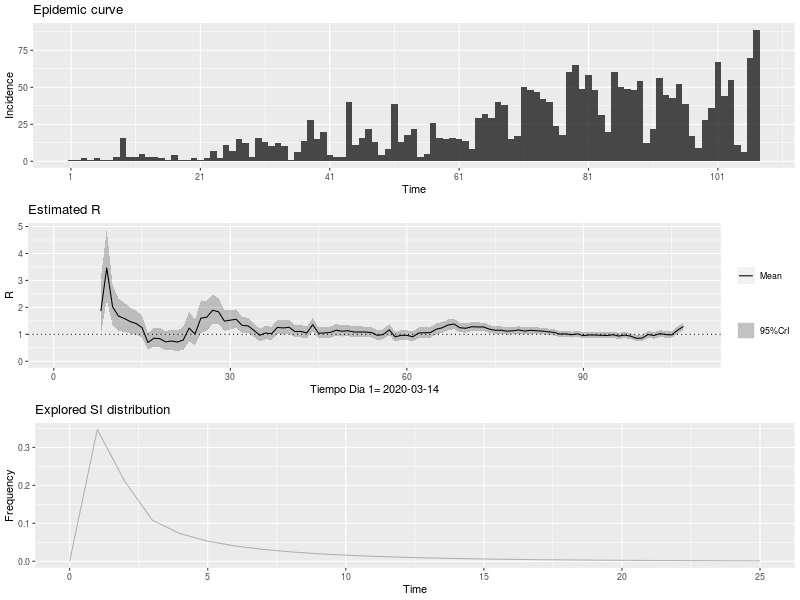 Epidemic curve
Incidence
75
50
25
0
1
21
41
61
81
101
Time
Estimated R
R
5
4
3
2
1
0
0
30
60
90
Tiempo Dia 1= 2020-03-14
Mean
95%CrI
Explored SI distribution
Frequency
0.3
0.2
0.1
0.0
0
5
10
15
20
25
Time